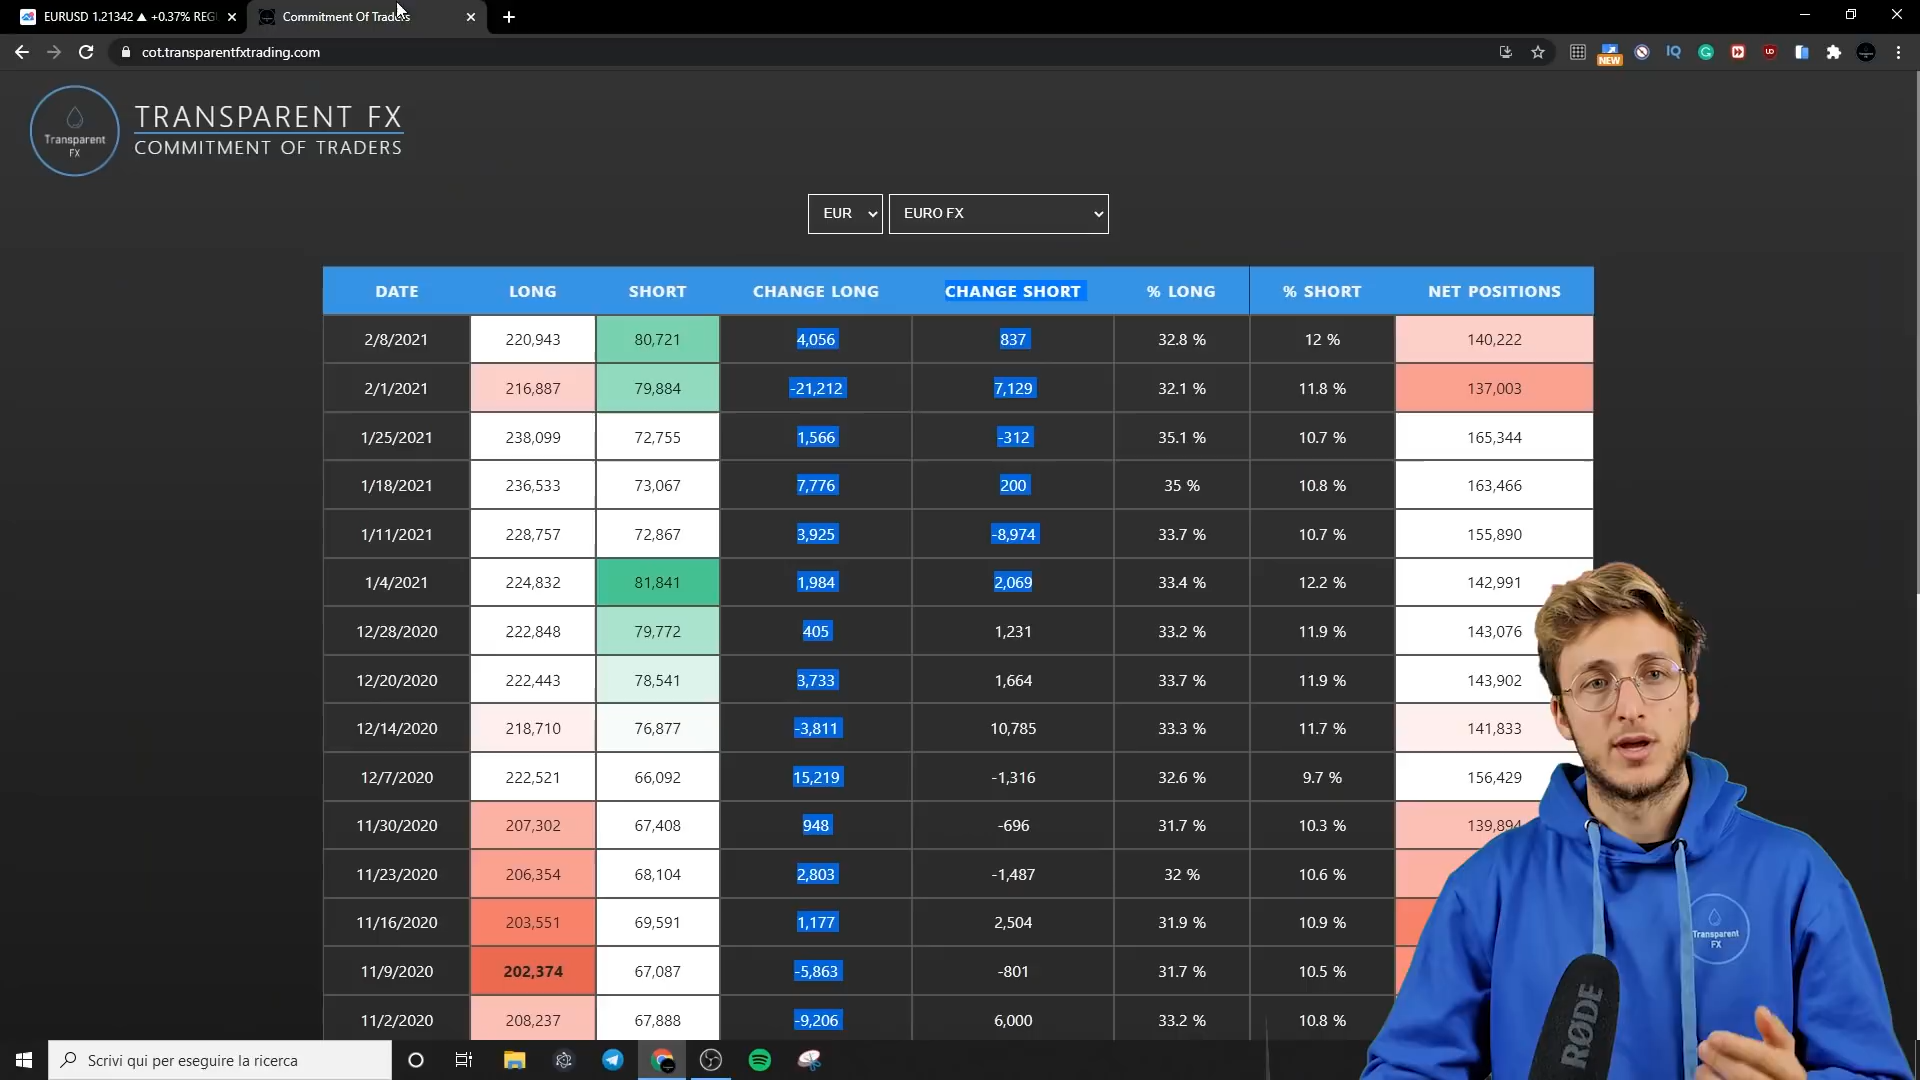 EURUSD 1.21342 ▲ +0.37% REG
Commitment Of Traders
cot.transparentfxtrading.com
NEW
IQ
UD
Transparent
FX
TRANSPARENT FX
COMMITMENT OF TRADERS
EUR EURO FX
DATE LONG SHORT CHANGE LONG CHANGE SHORT % LONG % SHORT NET POSITIONS
2/8/2021 220,943 80,721 4,056 837 32.8 % 12 % 140,222
2/1/2021 216,887 79,884 -21,212 7,129 32.1 % 11.8 % 137,003
1/25/2021 238,099 72,755 1,566 -312 35.1 % 10.7 % 165,344
1/18/2021 236,533 73,067 7,776 200 35 % 10.8 % 163,466
1/11/2021 228,757 72,867 3,925 -8,974 33.7 % 10.7 % 155,890
1/4/2021 224,832 81,841 1,984 2,069 33.4 % 12.2 % 142,991
12/28/2020 222,848 79,772 405 1,231 33.2 % 11.9 % 143,076
12/20/2020 222,443 78,541 3,733 1,664 33.7 % 11.9 % 143,902
12/14/2020 218,710 76,877 -3,811 10,785 33.3 % 11.7 % 141,833
12/7/2020 222,521 66,092 15,219 -1,316 32.6 % 9.7 % 156,429
11/30/2020 207,302 67,408 948 -696 31.7 % 10.3 % 139,894
11/23/2020 206,354 68,104 2,803 -1,487 32 % 10.6 %
11/16/2020 203,551 69,591 1,177 2,504 31.9 % 10.9 %
11/9/2020 202,374 67,087 -5,863 -801 31.7 % 10.5 %
11/2/2020 208,237 67,888 -9,206 6,000 33.2 % 10.8 %
Transparent
FX
RØDE
Scrivi qui per eseguire la ricerca